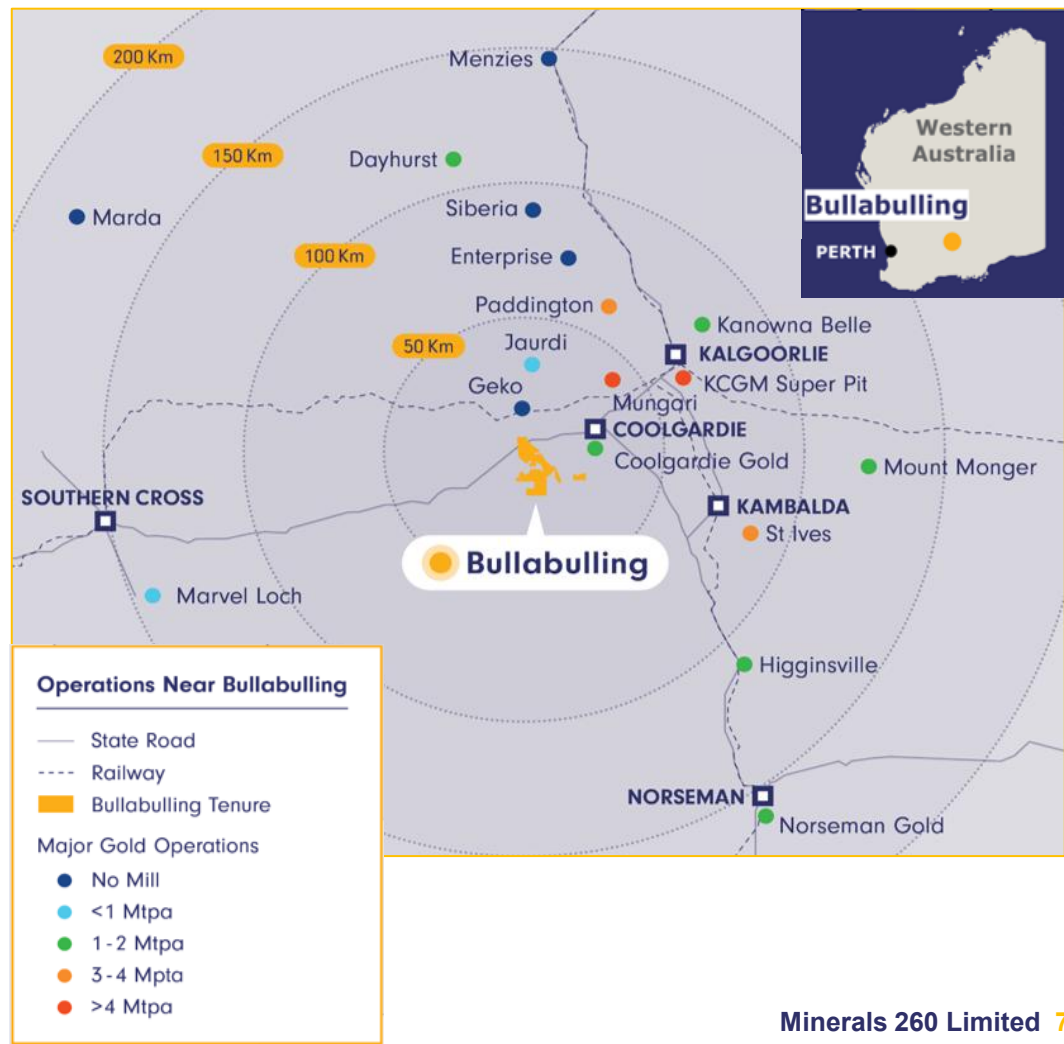 200 Km
Menzies
150 Km
Dayhurst
Marda
Siberia
100 Km
Enterprise
Paddington
50 Km
Jaurdi
Kanowna Belle
KALGOORLIE
Geko
KCGM Super Pit
Mungari
COOLGARDIE
Coolgardie Gold
Mount Monger
SOUTHERN CROSS
KAMBALDA
St Ives
Bullabulling
Marvel Loch
Higginsville
NORSEMAN
Norseman Gold
Western
Australia
Bullabulling
PERTH
Operations Near Bullabulling
State Road
Railway
Bullabulling Tenure
Major Gold Operations
No Mill
<1 Mtpa
1-2 Mtpa
3-4 Mpta
>4 Mtpa
Minerals 260 Limited 7